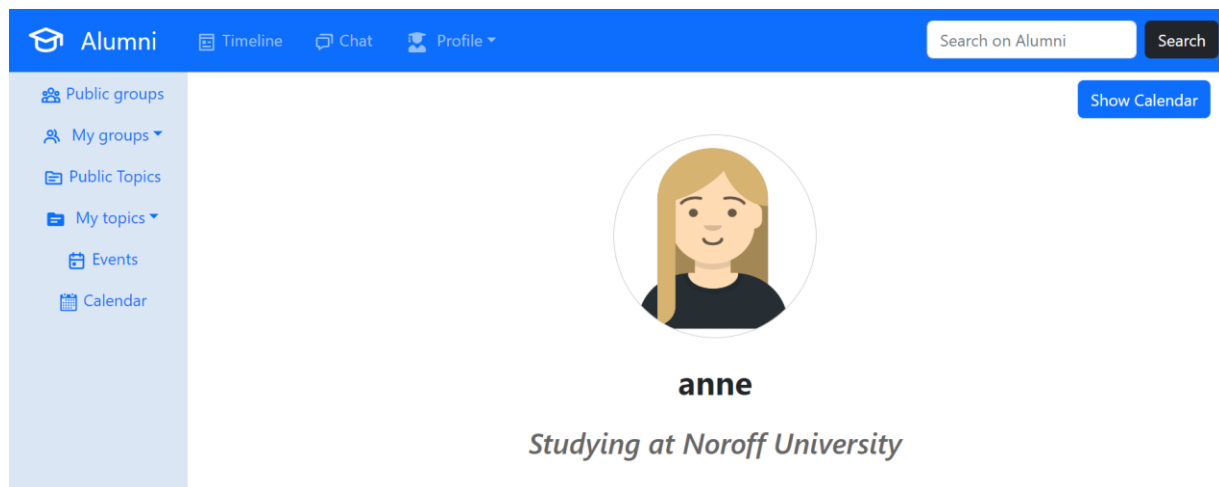 Alumni Timeline Chat Profile Search on Alumni Search
Public groups
My groups
Public Topics
My topics
Events
Calendar
Show Calendar
anne
Studying at Noroff University